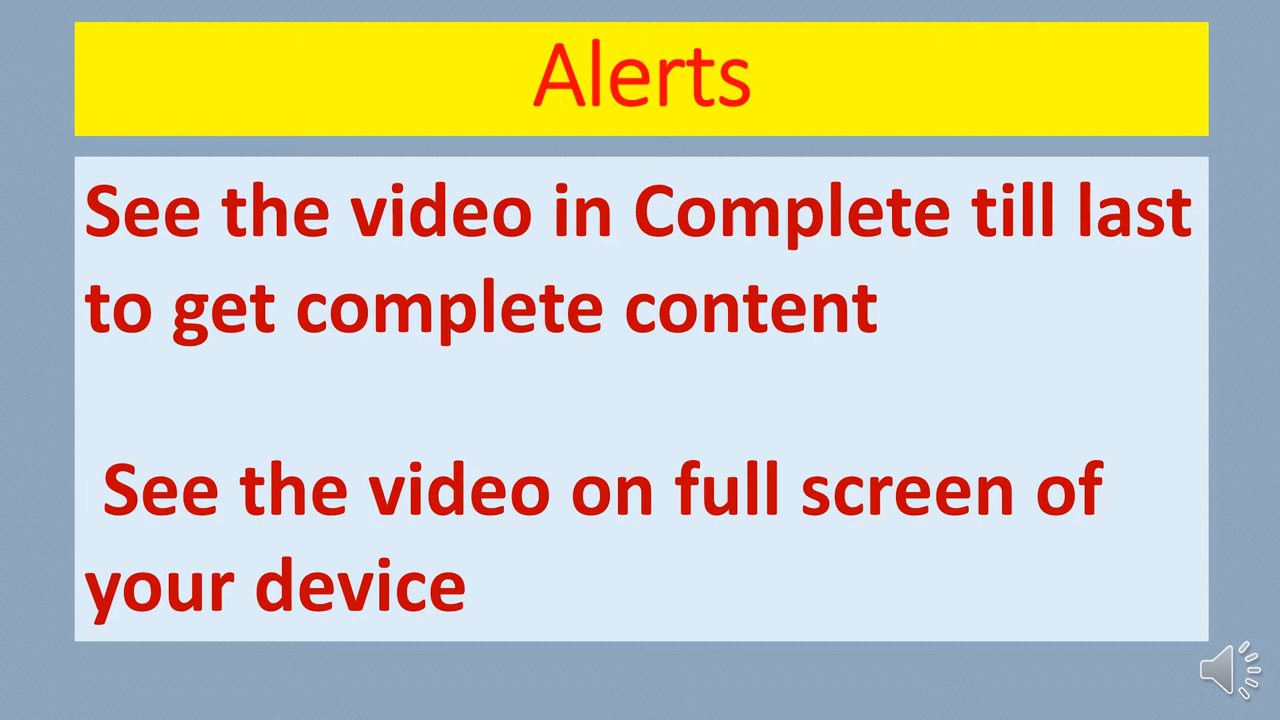 Alerts
See the video in Complete till last
to get complete content
See the video on full screen of
your device